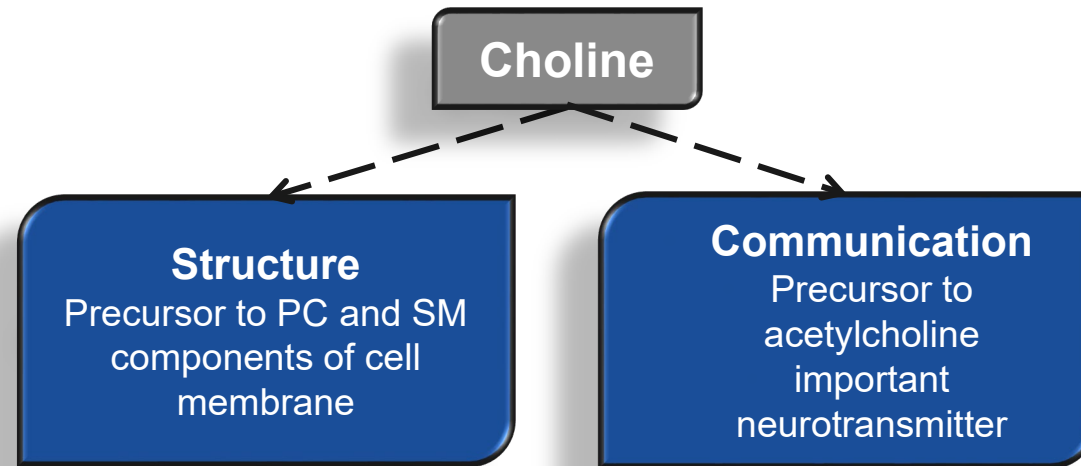 Choline
Structure
Precursor to PC and SM
components of cell
membrane
Communication
Precursor to
acetylcholine
important
neurotransmitter